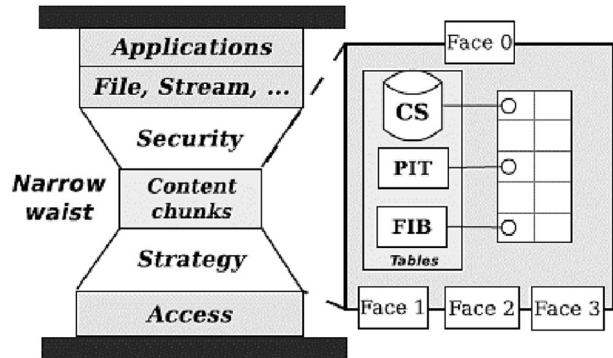 Applications
File, Stream, ...
Security
Narrow
waist
Content
chunks
Strategy
Access
Face 0
CS
PIT
FIB
Tables
Face 1
Face 2
Face 3